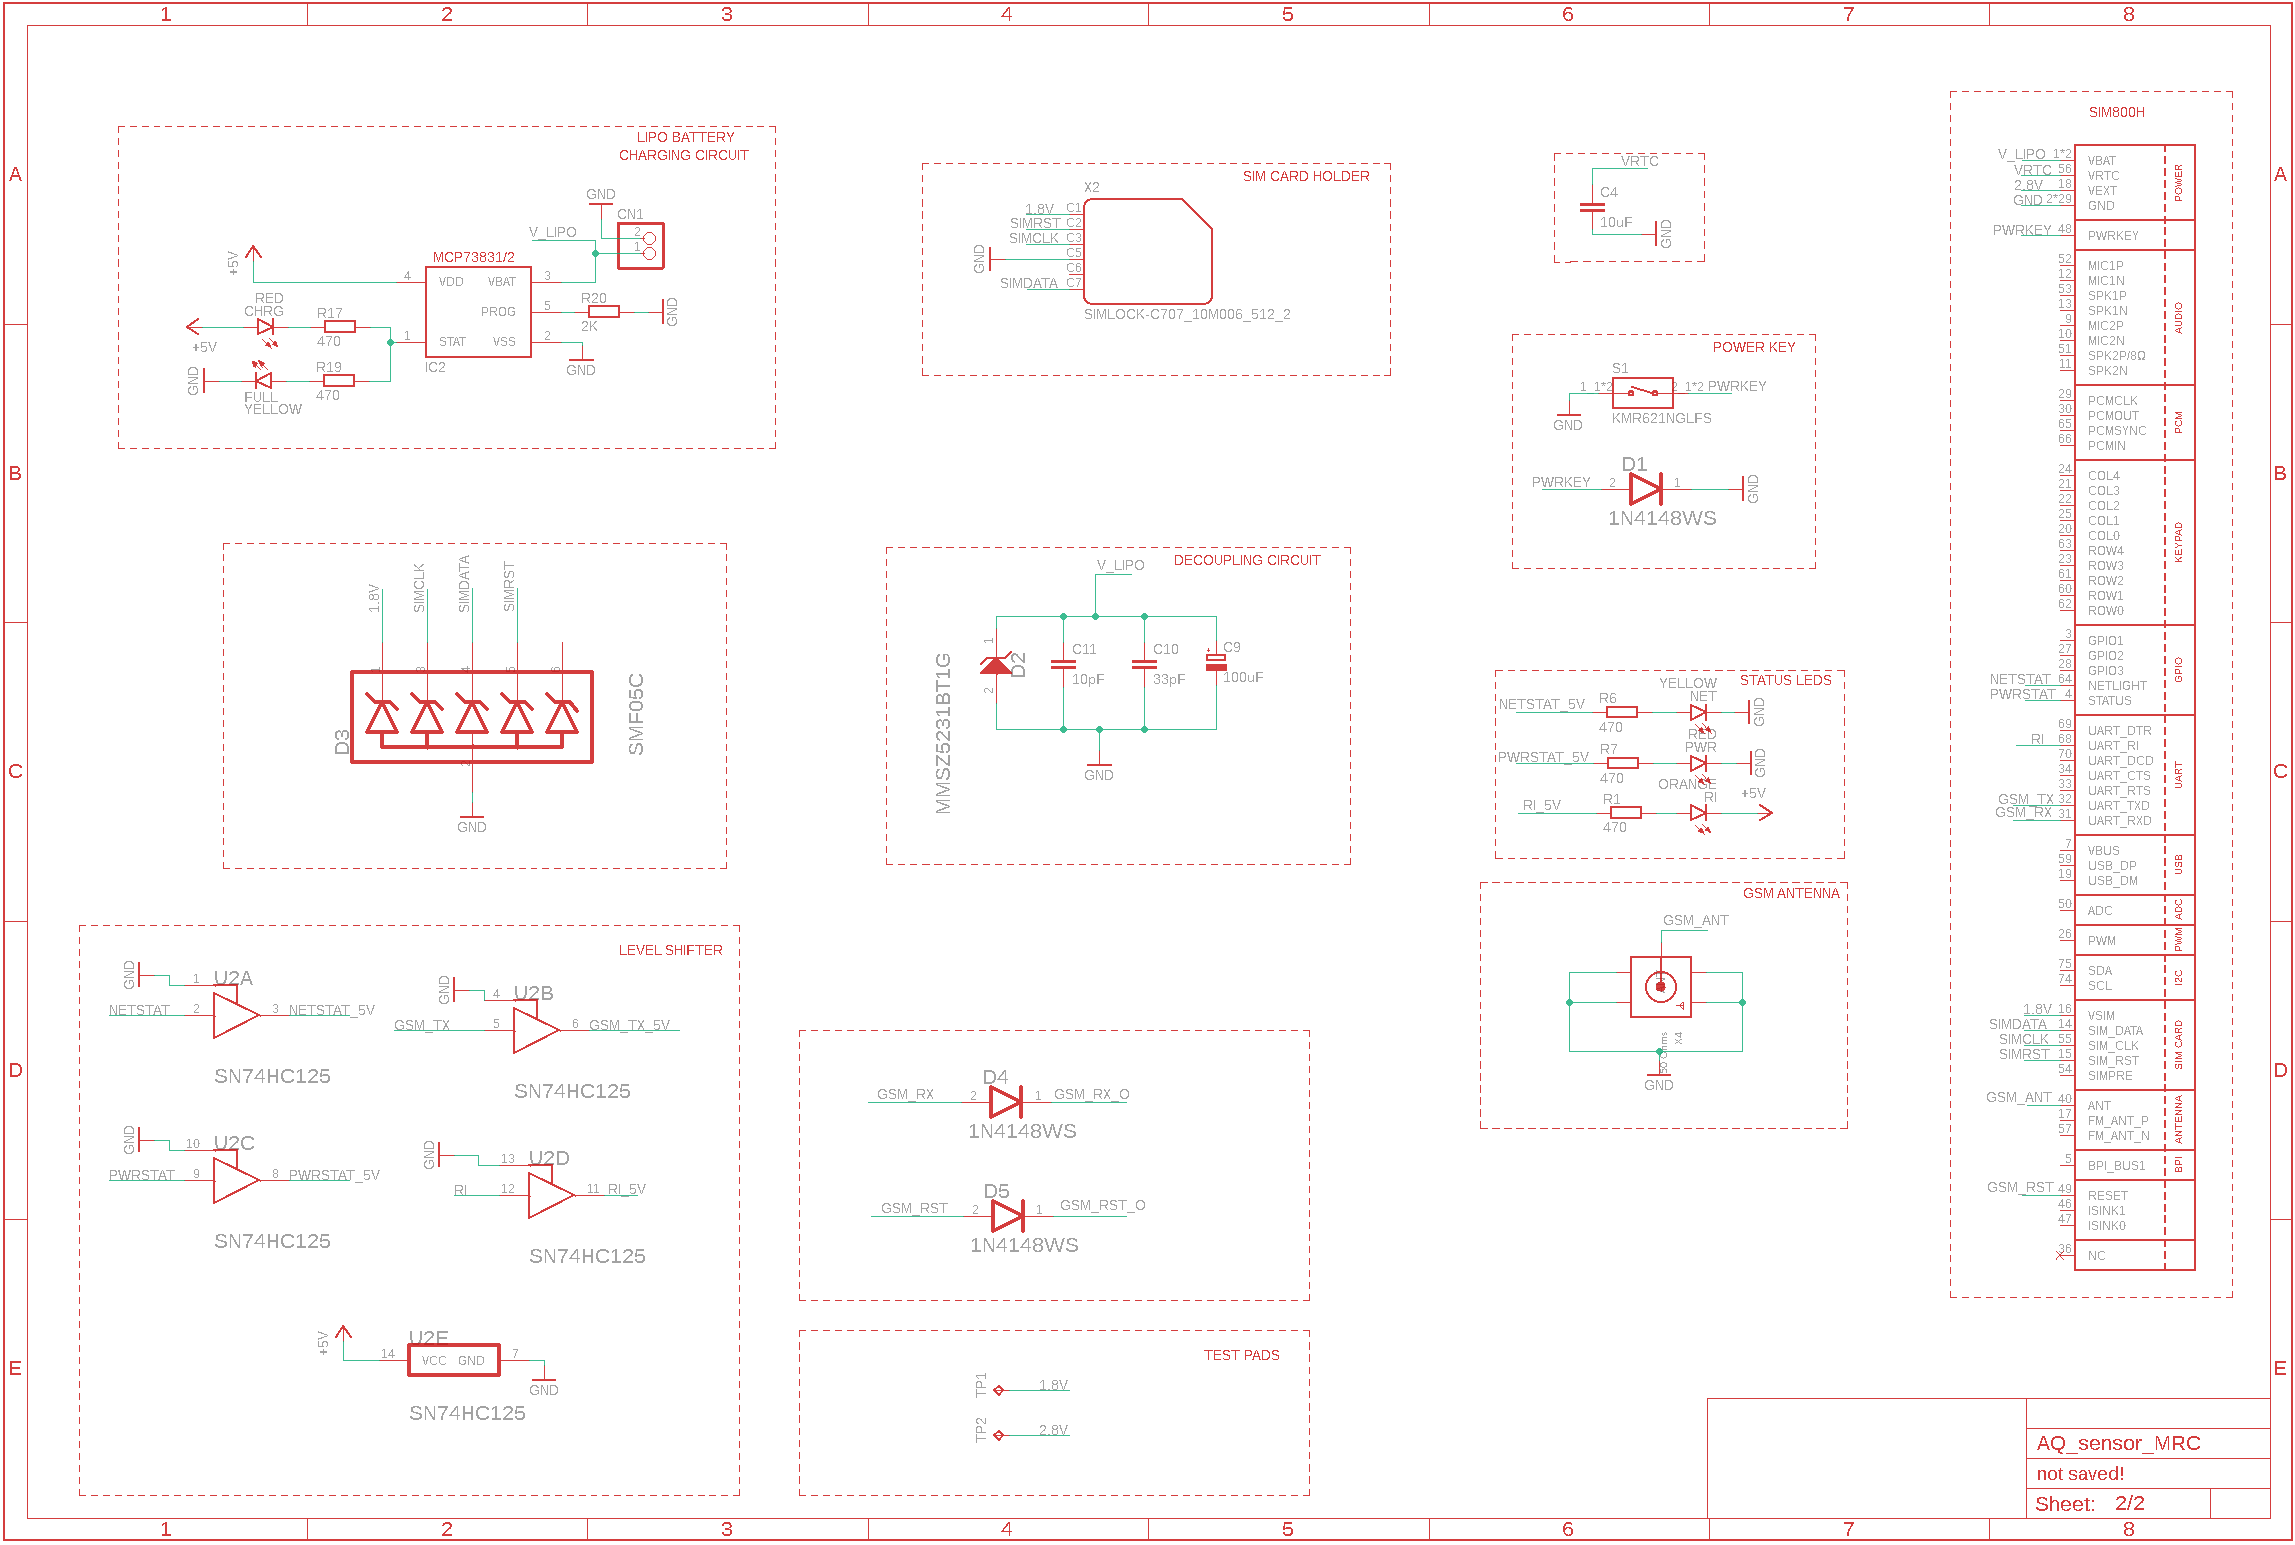 1 2 3 4 5 6 7 8
A
B
C
D
E
A
B
C
D
E
LIPO BATTERY
CHARGING CIRCUIT
GND
CN1
V_LIPO
2
1
+5V
MCP73831/2
4 VDD VBAT 3
RED
CHRG
R17
470
PROG 5
R20
2K
GND
+5V
1 STAT VSS 2
IC2
GND
GND
R19
470
FULL
YELLOW
SIM CARD HOLDER
X2
1.8V C1
SIMRST C2
SIMCLK C3
GND
C5
C6
SIMDATA C7
SIMLOCK-C707_10M006_512_2
VRTC
C4
10uF
GND
POWER KEY
S1
1 1*2
2 1*2 PWRKEY
GND
KMR621NGLFS
D1
PWRKEY 2
1
GND
1N4148WS
1.8V
SIMCLK
SIMDATA
SIMRST
1
3
4
5
6
D3
SMF05C
2
GND
DECOUPLING CIRCUIT
V_LIPO
1
2
D2
MMSZ5231BT1G
C11
10pF
C10
33pF
C9
100uF
GND
STATUS LEDS
NETSTAT_5V
R6
470
YELLOW
NET
GND
PWRSTAT_5V
R7
470
RED
PWR
GND
RI_5V
R1
470
ORANGE
RI
+5V
GSM ANTENNA
GSM_ANT
50 Ohms
X4
GND
LEVEL SHIFTER
GND
1 U2A
NETSTAT 2
3 NETSTAT_5V
SN74HC125
GND
4 U2B
GSM_TX 5
6 GSM_TX_5V
SN74HC125
GND
10 U2C
PWRSTAT 9
8 PWRSTAT_5V
SN74HC125
GND
13 U2D
RI 12
11 RI_5V
SN74HC125
+5V
U2E
14 VCC GND 7
GND
SN74HC125
D4
GSM_RX 2
1 GSM_RX_O
1N4148WS
D5
GSM_RST 2
1 GSM_RST_O
1N4148WS
TEST PADS
TP1 1.8V
TP2 2.8V
SIM800H
V_LIPO 1*2 VBAT
VRTC 56 VRTC
2.8V 18 VEXT
GND 2*29 GND
POWER
PWRKEY 48 PWRKEY
52 MIC1P
12 MIC1N
53 SPK1P
13 SPK1N
9 MIC2P
10 MIC2N
51 SPK2P/8Ω
11 SPK2N
AUDIO
29 PCMCLK
30 PCMOUT
65 PCMSYNC
66 PCMIN
PCM
24 COL4
21 COL3
22 COL2
25 COL1
20 COL0
63 ROW4
23 ROW3
61 ROW2
60 ROW1
62 ROW0
KEYPAD
3 GPIO1
27 GPIO2
28 GPIO3
NETSTAT 64 NETLIGHT
PWRSTAT 4 STATUS
GPIO
69 UART_DTR
RI 68 UART_RI
70 UART_DCD
34 UART_CTS
33 UART_RTS
GSM_TX 32 UART_TXD
GSM_RX 31 UART_RXD
UART
7 VBUS
59 USB_DP
19 USB_DM
USB
50 ADC
ADC
26 PWM
PWM
75 SDA
74 SCL
I2C
1.8V 16 VSIM
SIMDATA 14 SIM_DATA
SIMCLK 55 SIM_CLK
SIMRST 15 SIM_RST
54 SIMPRE
SIM CARD
GSM_ANT 40 ANT
17 FM_ANT_P
57 FM_ANT_N
ANTENNA
5 BPI_BUS1
BPI
GSM_RST 49 RESET
46 ISINK1
47 ISINK0
36 NC
AQ_sensor_MRC
not saved!
Sheet: 2/2
1 2 3 4 5 6 7 8